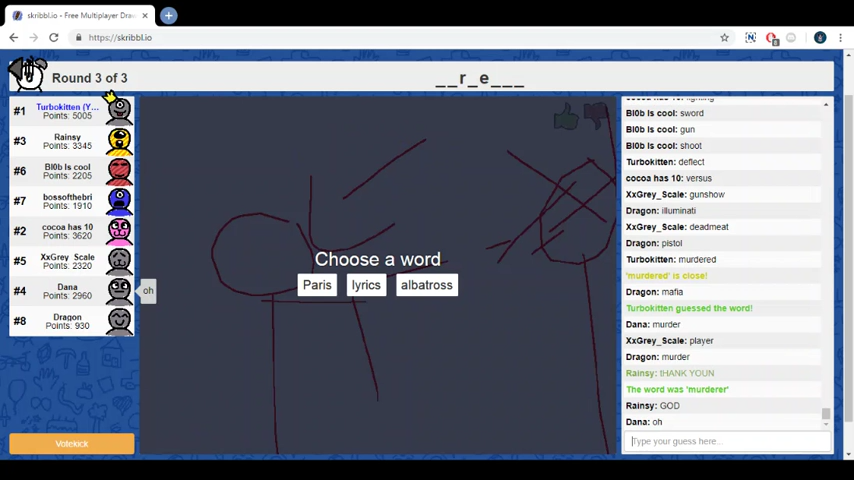 skribbl.io - Free Multiplayer Dra
https://skribbl.io
6
Round 3 of 3
__r_e___
#1
Turbokitten (Y...
Points: 5005
#3
Rainsy
Points: 3345
#6
Bl0b Is cool
Points: 2205
#7
bossofthebri
Points: 1910
#2
cocoa has 10
Points: 3620
#5
XxGrey_Scale
Points: 2320
#4
Dana
Points: 2960
oh
#8
Dragon
Points: 930
Votekick
Choose a word
Paris lyrics albatross
Bl0b Is cool: sword
Bl0b Is cool: gun
Bl0b Is cool: shoot
Turbokitten: deflect
cocoa has 10: versus
XxGrey_Scale: gunshow
Dragon: illuminati
XxGrey_Scale: deadmeat
Dragon: pistol
Turbokitten: murdered
'murdered' is close!
Dragon: mafia
Turbokitten guessed the word!
Dana: murder
XxGrey_Scale: player
Dragon: murder
Rainsy: tHANK YOUN
The word was 'murderer'
Rainsy: GOD
Dana: oh
Type your guess here...